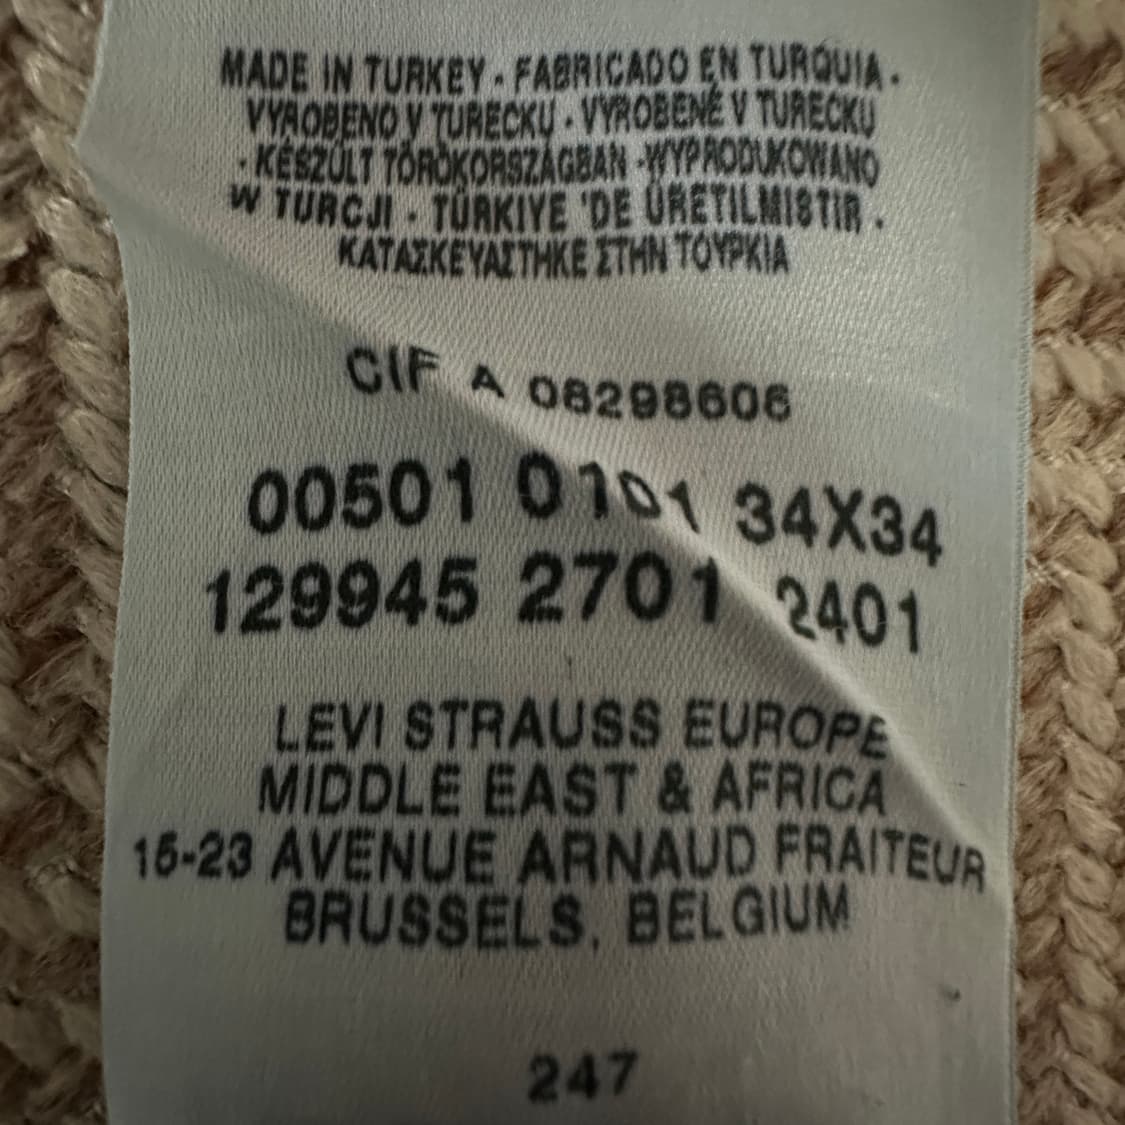 MADE IN TURKEY - FABRICADO EN TURQUIA -
VYROBENO V TURECKU - VYROBENÉ V TURECKU
- KÉSZÜLT TÖRÖKORSZÁGBAN -WYPRODUKOWANO
W TURCJI - TÜRKIYE 'DE ÜRETILMISTIR .
ΚΑΤΑΣΚΕΥΑΣΤΗΚΕ ΣΤΗΝ ΤΟΥΡΚΙΑ
CIF A 08298606
00501 0101 34X34
129945 2701 2401
LEVI STRAUSS EUROPE
MIDDLE EAST & AFRICA
15-23 AVENUE ARNAUD FRAITEUR
BRUSSELS, BELGIUM
247